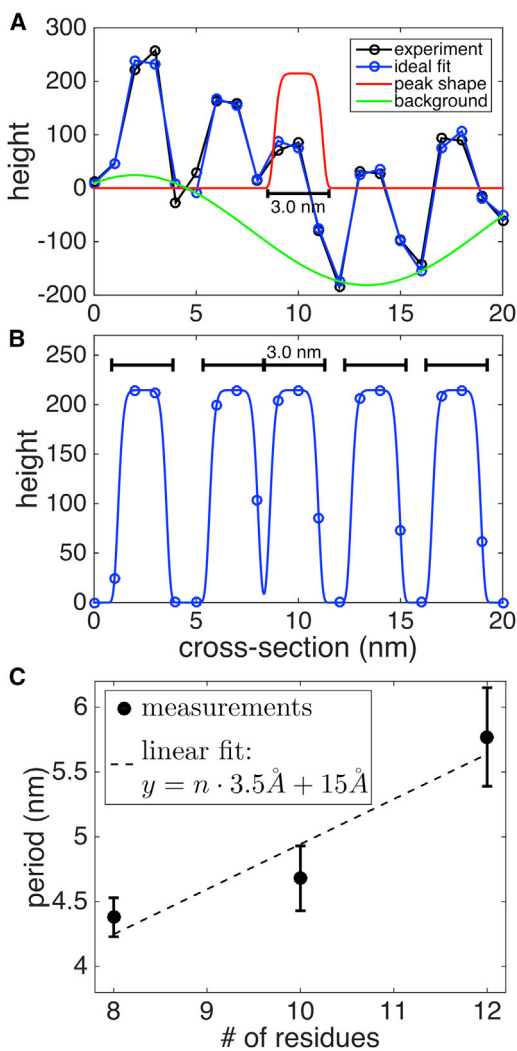 A
300
200
100
0
-100
-200
height
experiment
ideal fit
peak shape
background
3.0 nm
0
5
10
15
20
B
250
200
150
100
50
0
height
3.0 nm
0
5
10
15
20
cross-section (nm)
C
6
5.5
5
4.5
4
period (nm)
measurements
linear fit:
y = n · 3.5Å + 15Å
8
9
10
11
12
# of residues